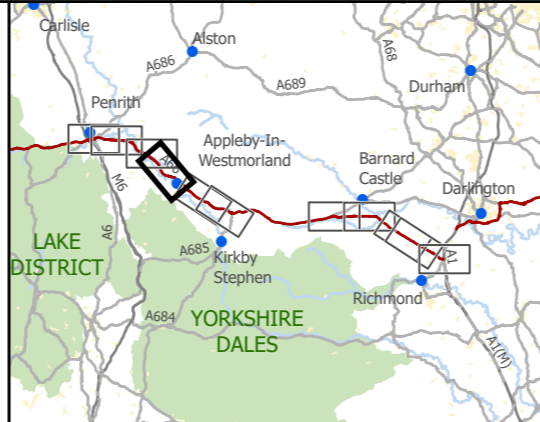 Carlisle
Alston
A686
A68
A689
Durham
Penrith
Appleby-In-
Westmorland
A66
Barnard
Castle
Darlington
M6
A6
LAKE
DISTRICT
A685
Kirkby
Stephen
A1
Richmond
A684
YORKSHIRE
DALES
A1(M)